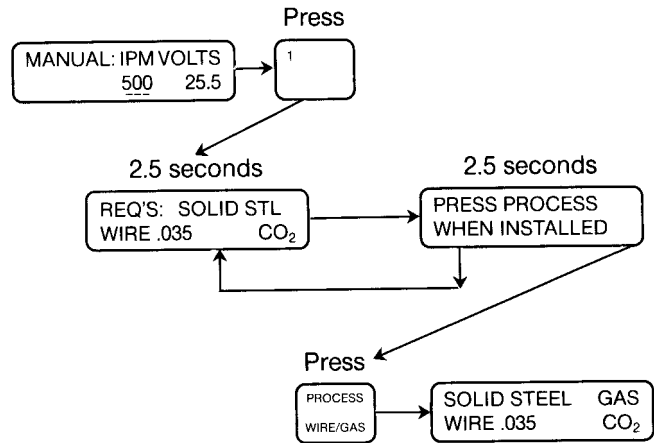 Press
MANUAL: IPM VOLTS
500 25.5
1
2.5 seconds
REQ'S: SOLID STL
WIRE .035 CO₂
2.5 seconds
PRESS PROCESS
WHEN INSTALLED
Press
PROCESS
WIRE/GAS
SOLID STEEL GAS
WIRE .035 CO₂